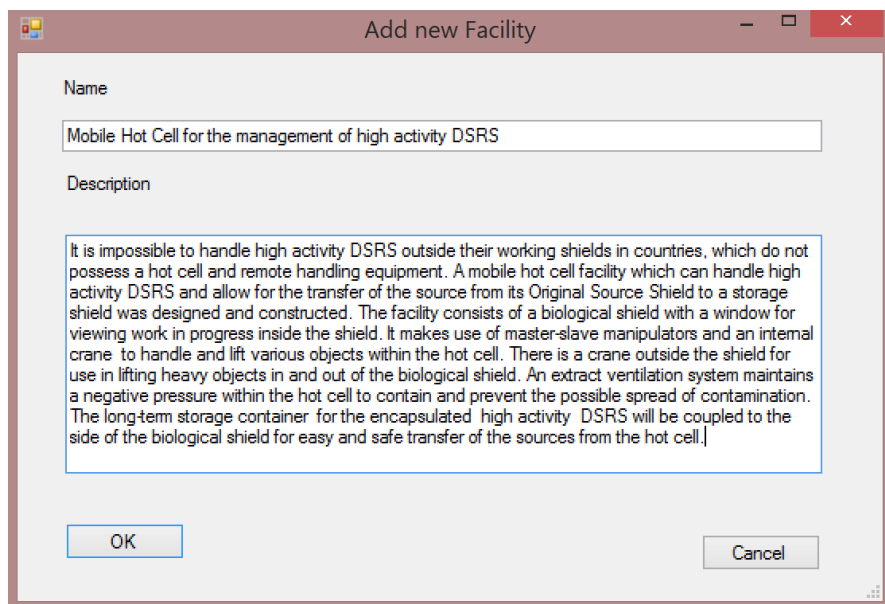 Add new Facility
Name
Mobile Hot Cell for the management of high activity DSRS
Description
It is impossible to handle high activity DSRS outside their working shields in countries, which do not
possess a hot cell and remote handling equipment. A mobile hot cell facility which can handle high
activity DSRS and allow for the transfer of the source from its Original Source Shield to a storage
shield was designed and constructed. The facility consists of a biological shield with a window for
viewing work in progress inside the shield. It makes use of master-slave manipulators and an internal
crane  to handle and lift various objects within the hot cell. There is a crane outside the shield for
use in lifting heavy objects in and out of the biological shield. An extract ventilation system maintains
a negative pressure within the hot cell to contain and prevent the possible spread of contamination.
The long-term storage container  for the encapsulated  high activity  DSRS will be coupled to the
side of the biological shield for easy and safe transfer of the sources from the hot cell.
OK
Cancel